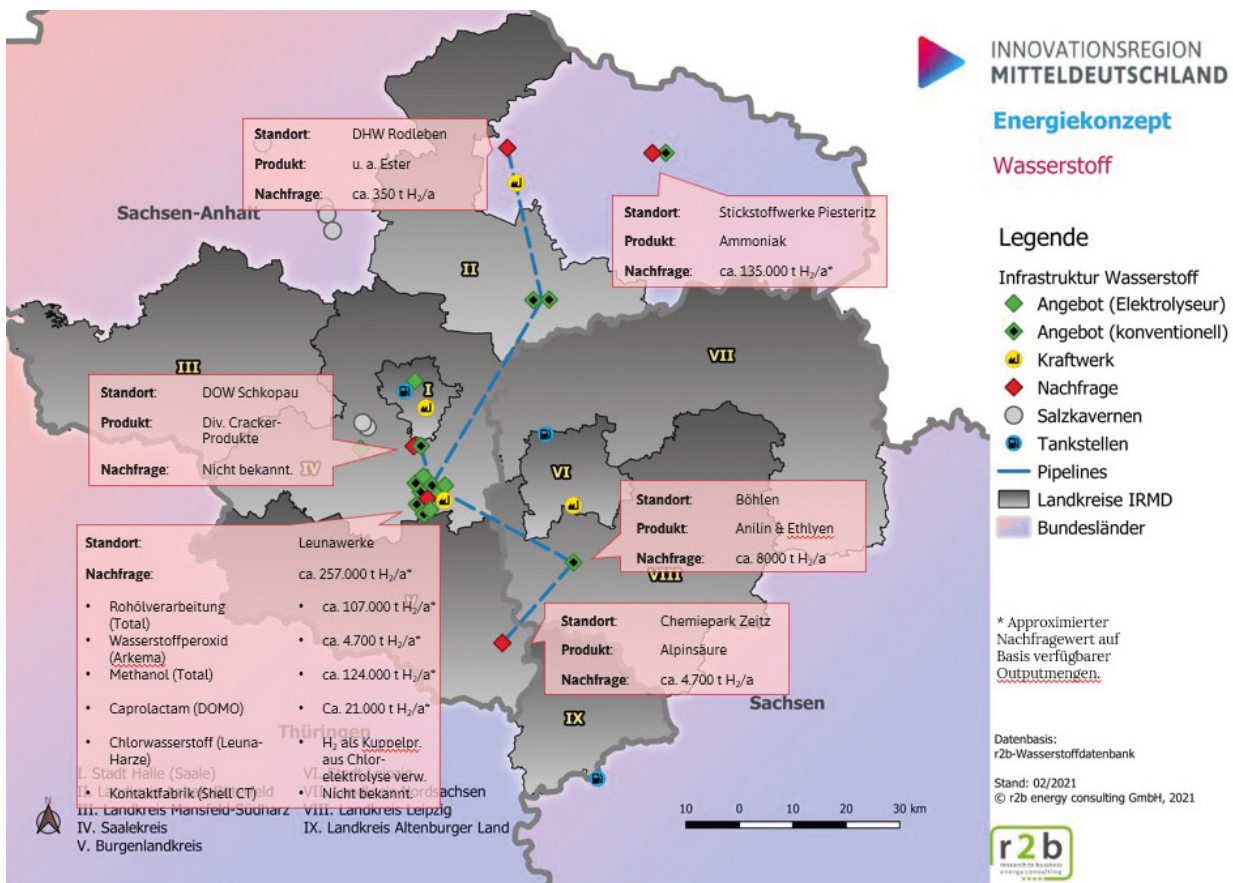 INNOVATIONSREGION
MITTELDEUTSCHLAND
Energiekonzept
Wasserstoff
Legende
Infrastruktur Wasserstoff
Angebot (Elektrolyseur)
Angebot (konventionell)
Kraftwerk
Nachfrage
Salzkavernen
Tankstellen
Pipelines
Landkreise IRMD
Bundesländer
* Approximierter
Nachfragewert auf
Basis verfügbarer
Outputmengen.
Datenbasis:
r2b-Wasserstoffdatenbank
Stand: 02/2021
© r2b energy consulting GmbH, 2021
r2b
research to business
energy consulting
Standort: DHW Rodleben
Produkt: u. a. Ester
Nachfrage: ca. 350 t H₂/a
Sachsen-Anhalt
Standort: Stickstoffwerke Piesteritz
Produkt: Ammoniak
Nachfrage: ca. 135.000 t H₂/a*
II
III
VII
I
Standort: DOW Schkopau
Produkt: Div. Cracker-
Produkte
Nachfrage: Nicht bekannt.
IV
VI
Standort: Böhlen
Produkt: Anilin & Ethlyen
Nachfrage: ca. 8000 t H₂/a
VIII
Standort: Leunawerke
Nachfrage: ca. 257.000 t H₂/a*
• Rohölverarbeitung • ca. 107.000 t H₂/a*
(Total)
• Wasserstoffperoxid • ca. 4.700 t H₂/a*
(Arkema)
• Methanol (Total) • ca. 124.000 t H₂/a*
• Caprolactam (DOMO) • Ca. 21.000 t H₂/a*
• Chlorwasserstoff (Leuna- • H₂ als Kuppelpr.
Harze) aus Chlor-
elektrolyse verw.
• Kontaktfabrik (Shell CT) • Nicht bekannt.
Standort: Chemiepark Zeitz
Produkt: Alpinsäure
Nachfrage: ca. 4.700 t H₂/a
Sachsen
Thüringen
IX
I. Stadt Halle (Saale)
III. Landkreis Mansfeld-Südharz
IV. Saalekreis
V. Burgenlandkreis
VIII. Landkreis Leipzig
IX. Landkreis Altenburger Land
N
10 0 10 20 30 km